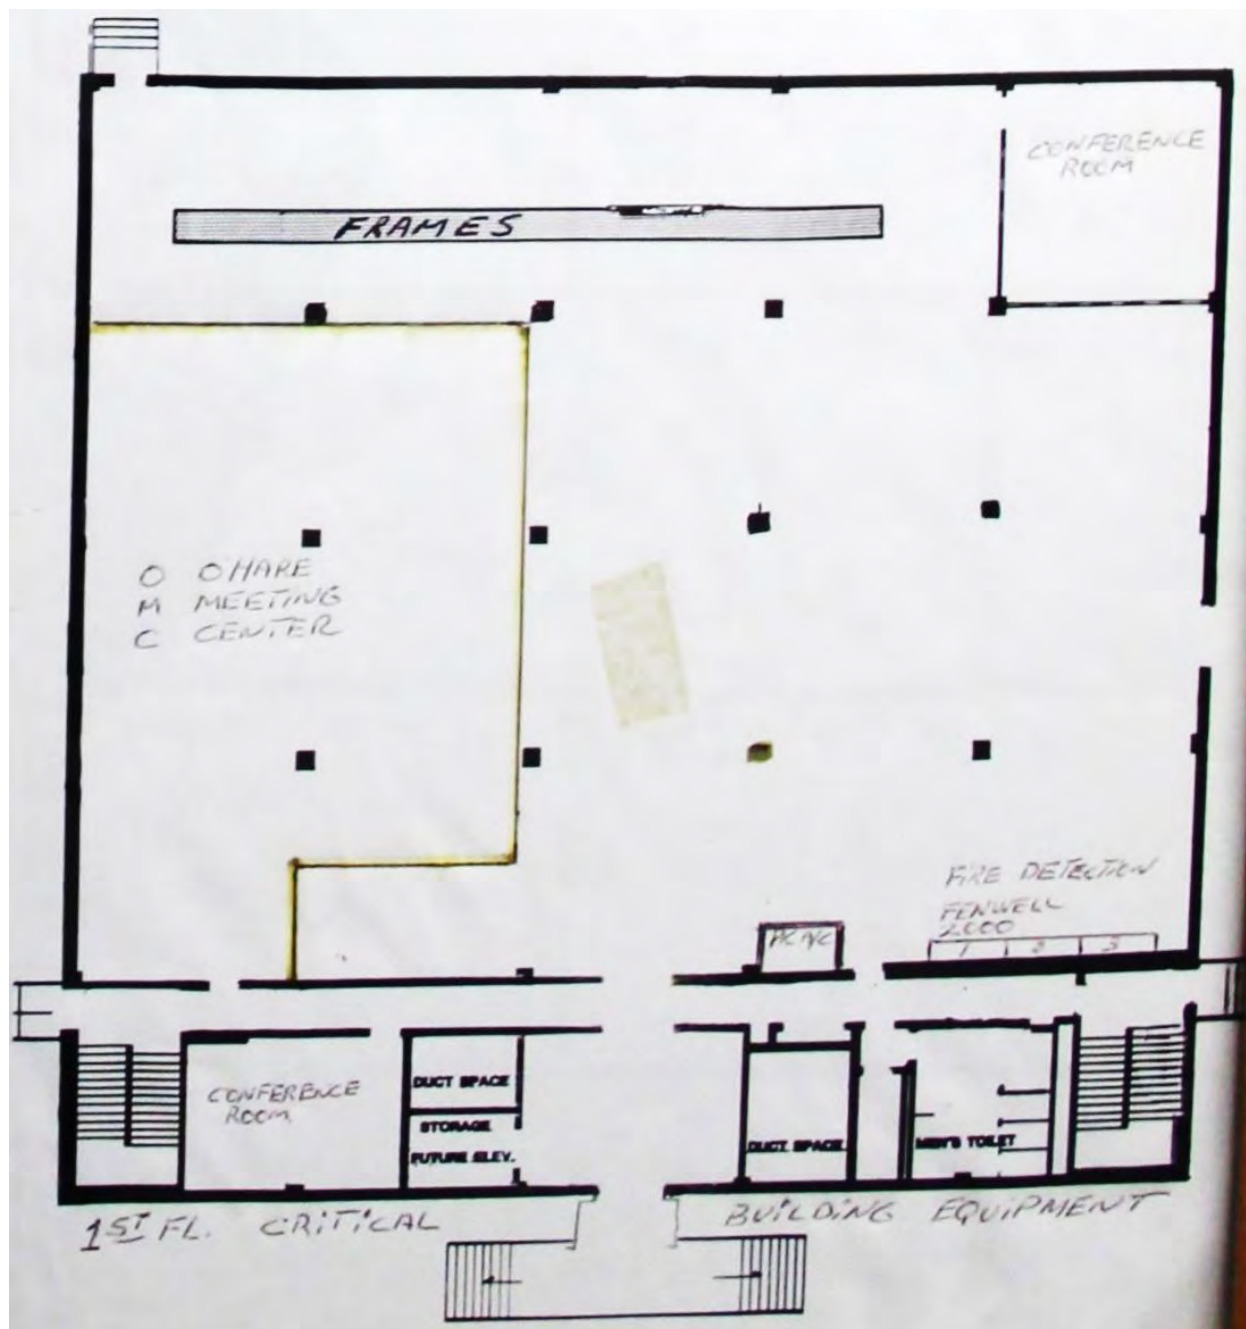 CONFERENCE
ROOM
FRAMES
O O'HARE
M MEETING
C CENTER
FIRE DETECTION
FENWELL
2000
1 2 3
CONFERENCE
ROOM
DUCT SPACE
STORAGE
FUTURE ELEV.
DUCT SPACE
MEN'S TOILET
1ST FL. CRITICAL BUILDING EQUIPMENT